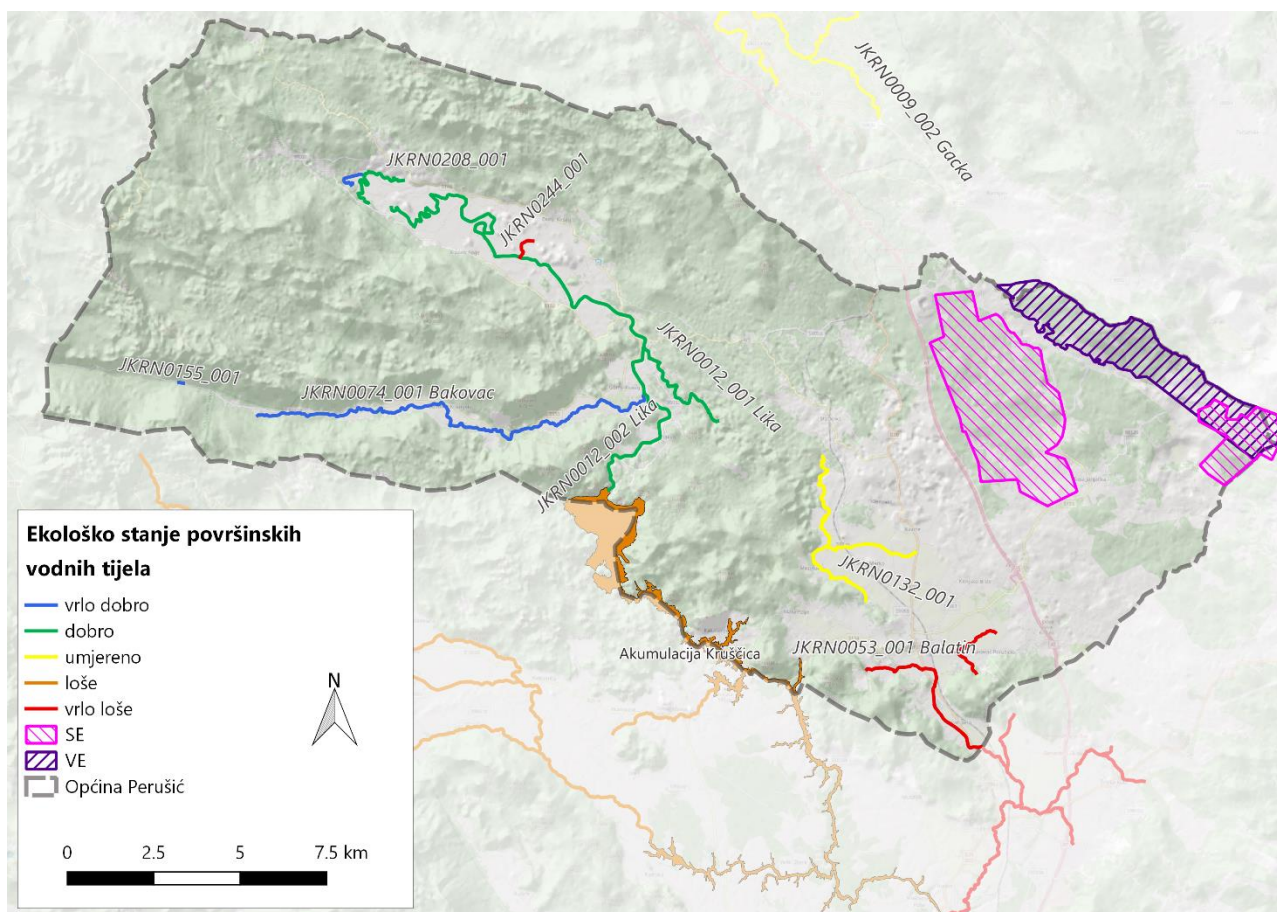 JKRN0009_002 Gacka
JKRN0208_001
JKRN0244_001
JKRN0012_001 Lika
JKRN0155_001
JKRN0074_001 Bakovac
JKRN0012_002 Lika
JKRN0132_001
JKRN0053_001 Balatin
Akumulacija Kruščica
Ekološko stanje površinskih
vodnih tijela
vrlo dobro
dobro
umjereno
loše
vrlo loše
SE
VE
Općina Perušić
N
0 2.5 5 7.5 km